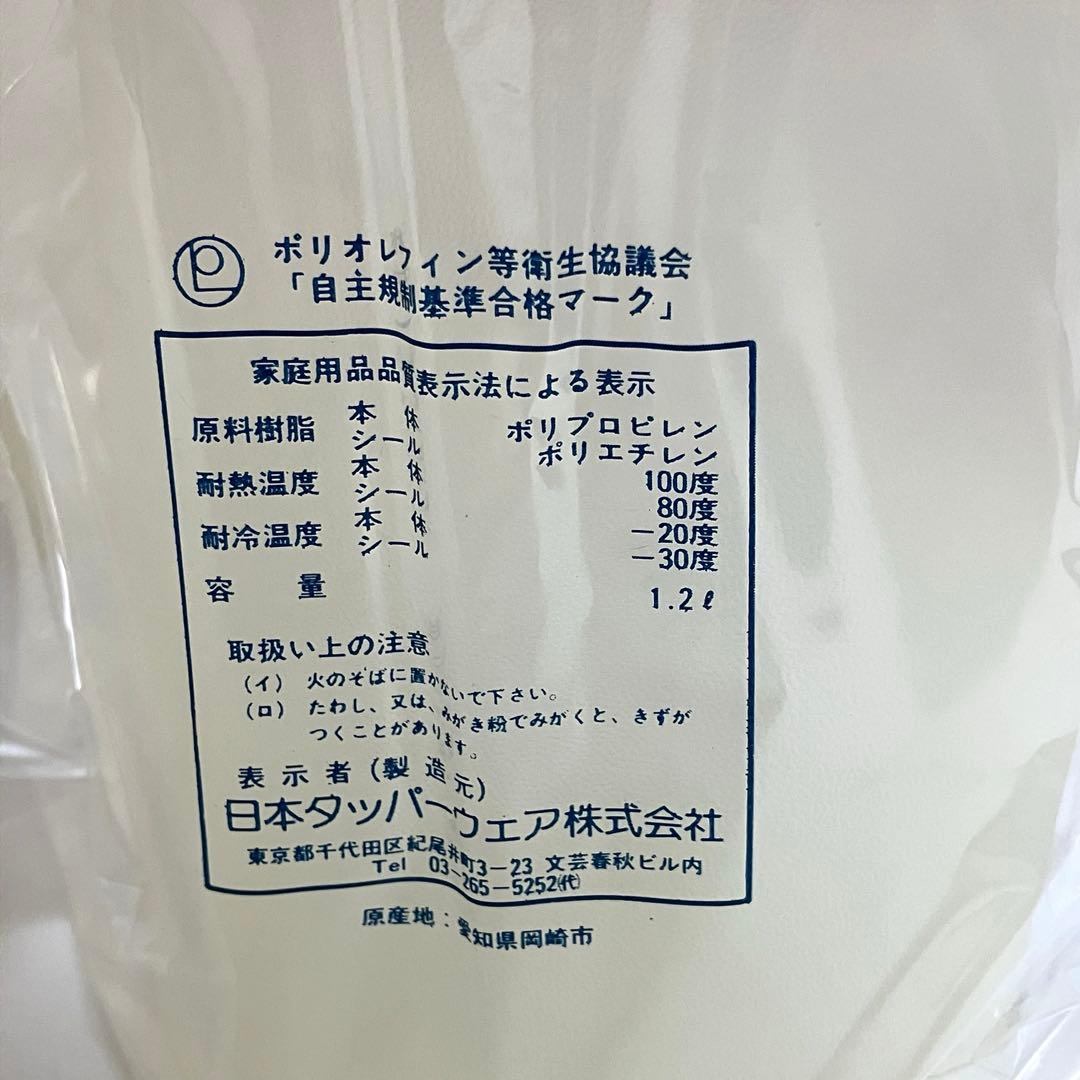 ポリオレフィン等衛生協議会
「自主規制基準合格マーク」
家庭用品品質表示法による表示
原料樹脂 本体 ポリプロピレン
シール ポリエチレン
耐熱温度 本体 100度
シール 80度
耐冷温度 本体 −20度
シール −30度
容量 1.2ℓ
取扱い上の注意
(イ) 火のそばに置かないで下さい。
(ロ) たわし、又は、みがき粉でみがくと、きずが
つくことがあります。
表示者(製造元)
日本タッパーウェア株式会社
東京都千代田区紀尾井町3−23 文芸春秋ビル内
Tel 03−265−5252㈹
原産地:愛知県岡崎市